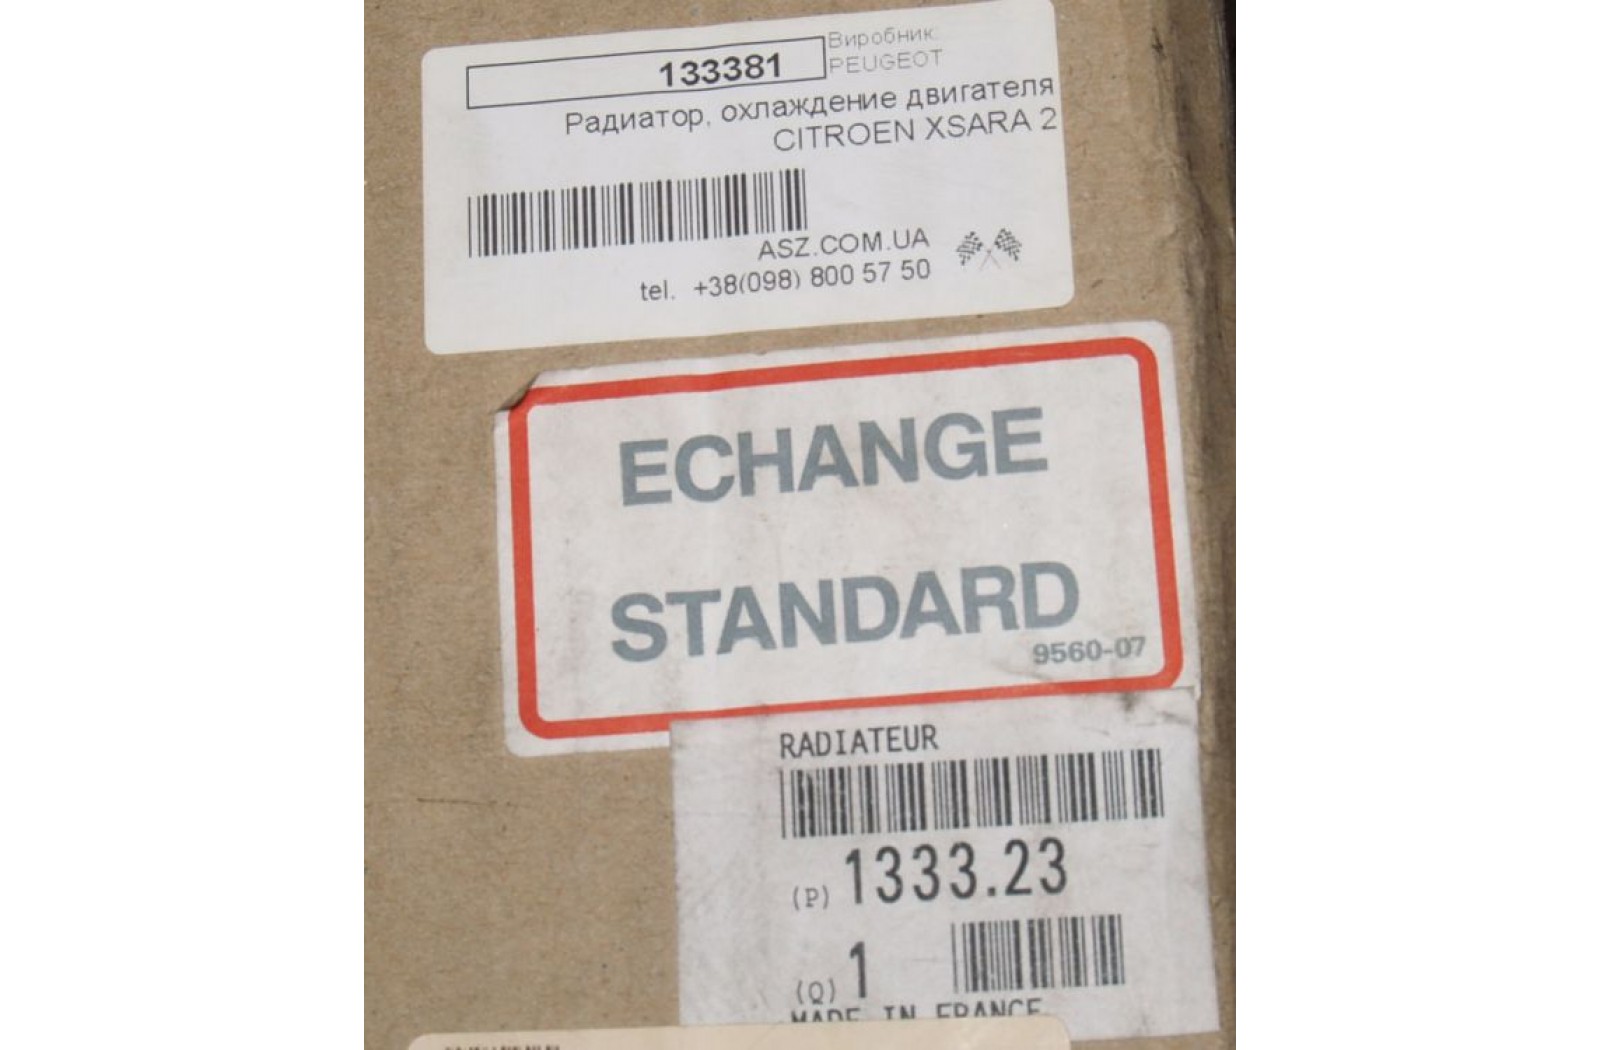 133381
Виробник:
PEUGEOT
Радиатор, охлаждение двигателя
CITROEN XSARA 2
ASZ.COM.UA
tel. +38(098) 800 57 50
ECHANGE
STANDARD
9560-07
RADIATEUR
(P) 1333.23
(Q) 1
MADE IN FRANCE